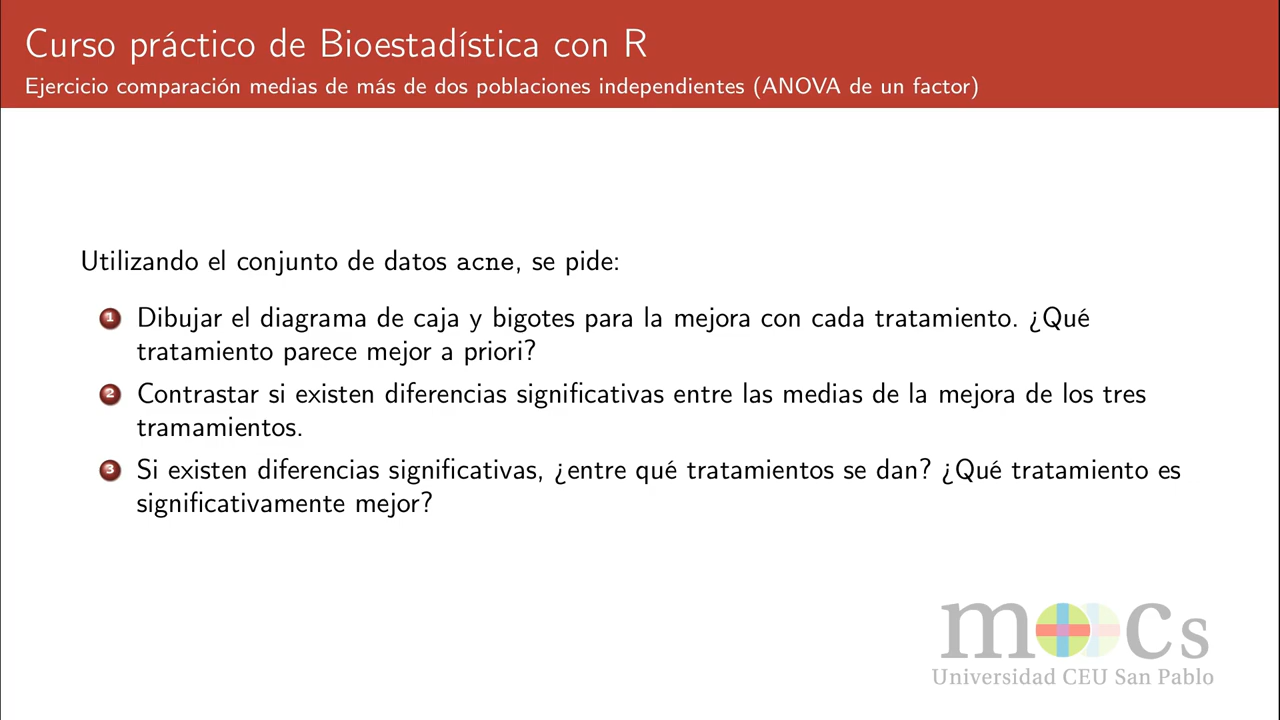 Curso práctico de Bioestadística con R
Ejercicio comparación medias de más de dos poblaciones independientes (ANOVA de un factor)
Utilizando el conjunto de datos acne, se pide:
1 Dibujar el diagrama de caja y bigotes para la mejora con cada tratamiento. ¿Qué
tratamiento parece mejor a priori?
2 Contrastar si existen diferencias significativas entre las medias de la mejora de los tres
tramamientos.
3 Si existen diferencias significativas, ¿entre qué tratamientos se dan? ¿Qué tratamiento es
significativamente mejor?
moocs
Universidad CEU San Pablo